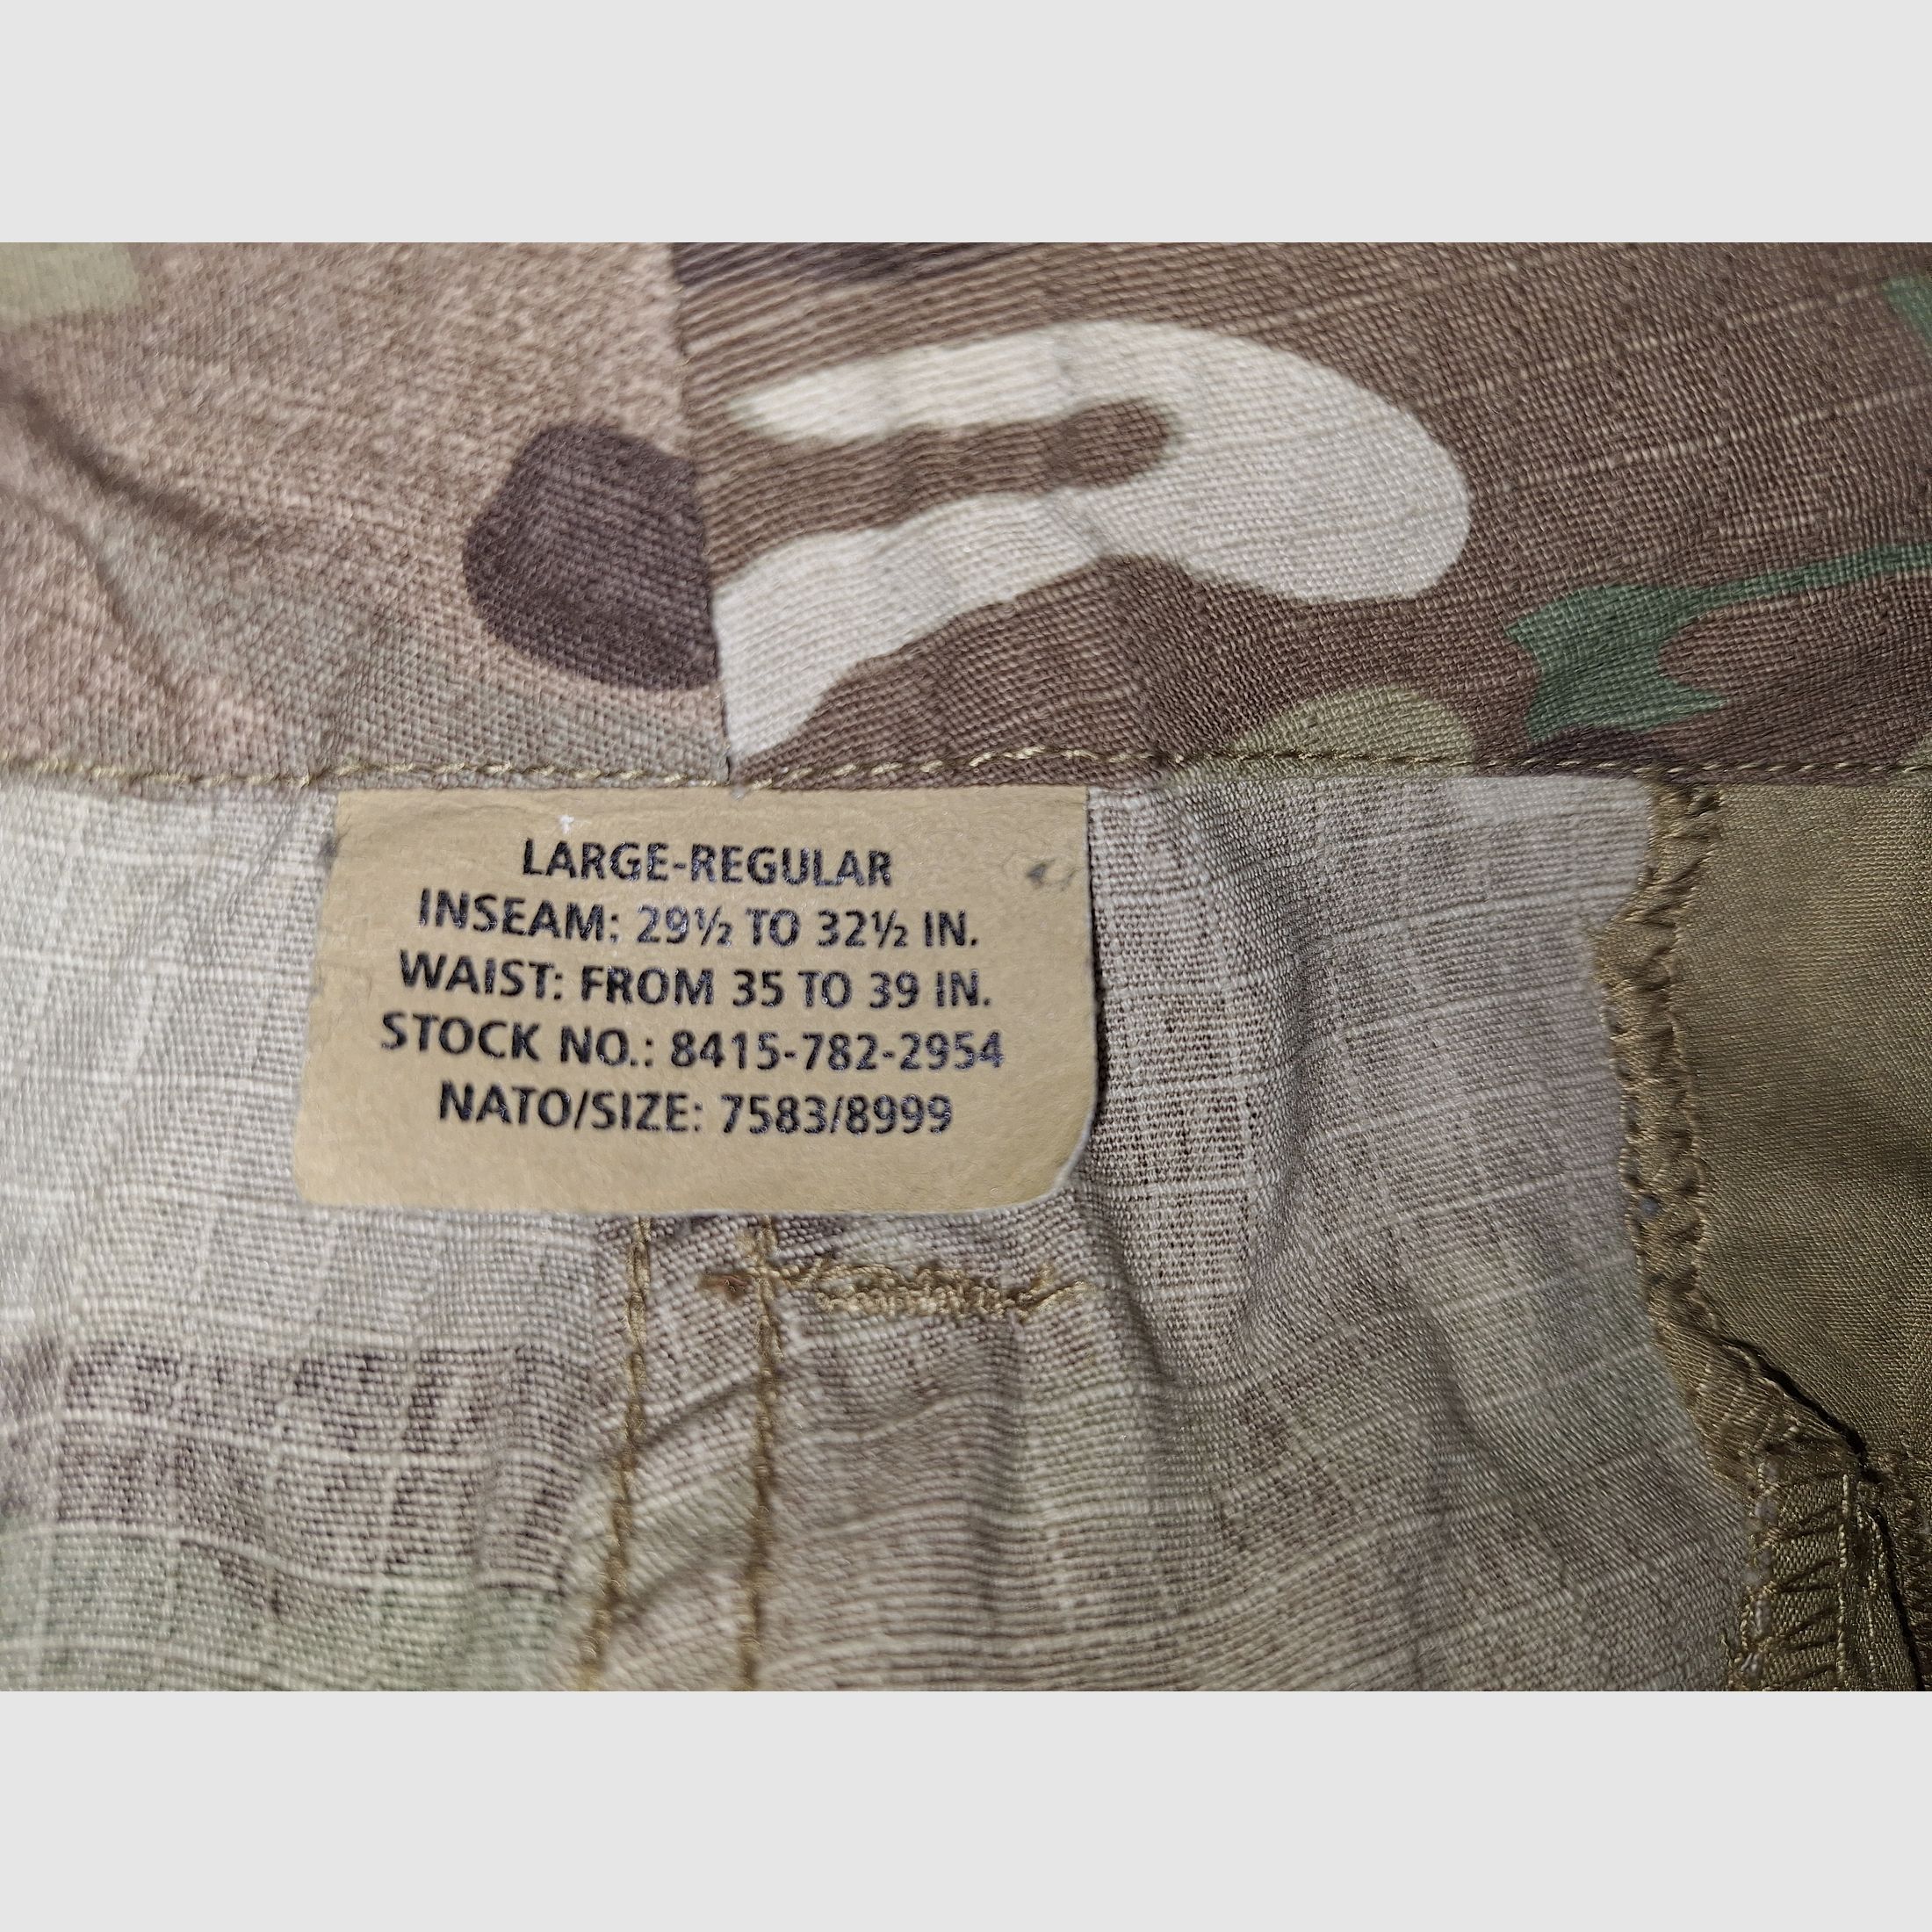 LARGE-REGULAR
INSEAM: 29½ TO 32½ IN.
WAIST: FROM 35 TO 39 IN.
STOCK NO.: 8415-782-2954
NATO/SIZE: 7583/8999